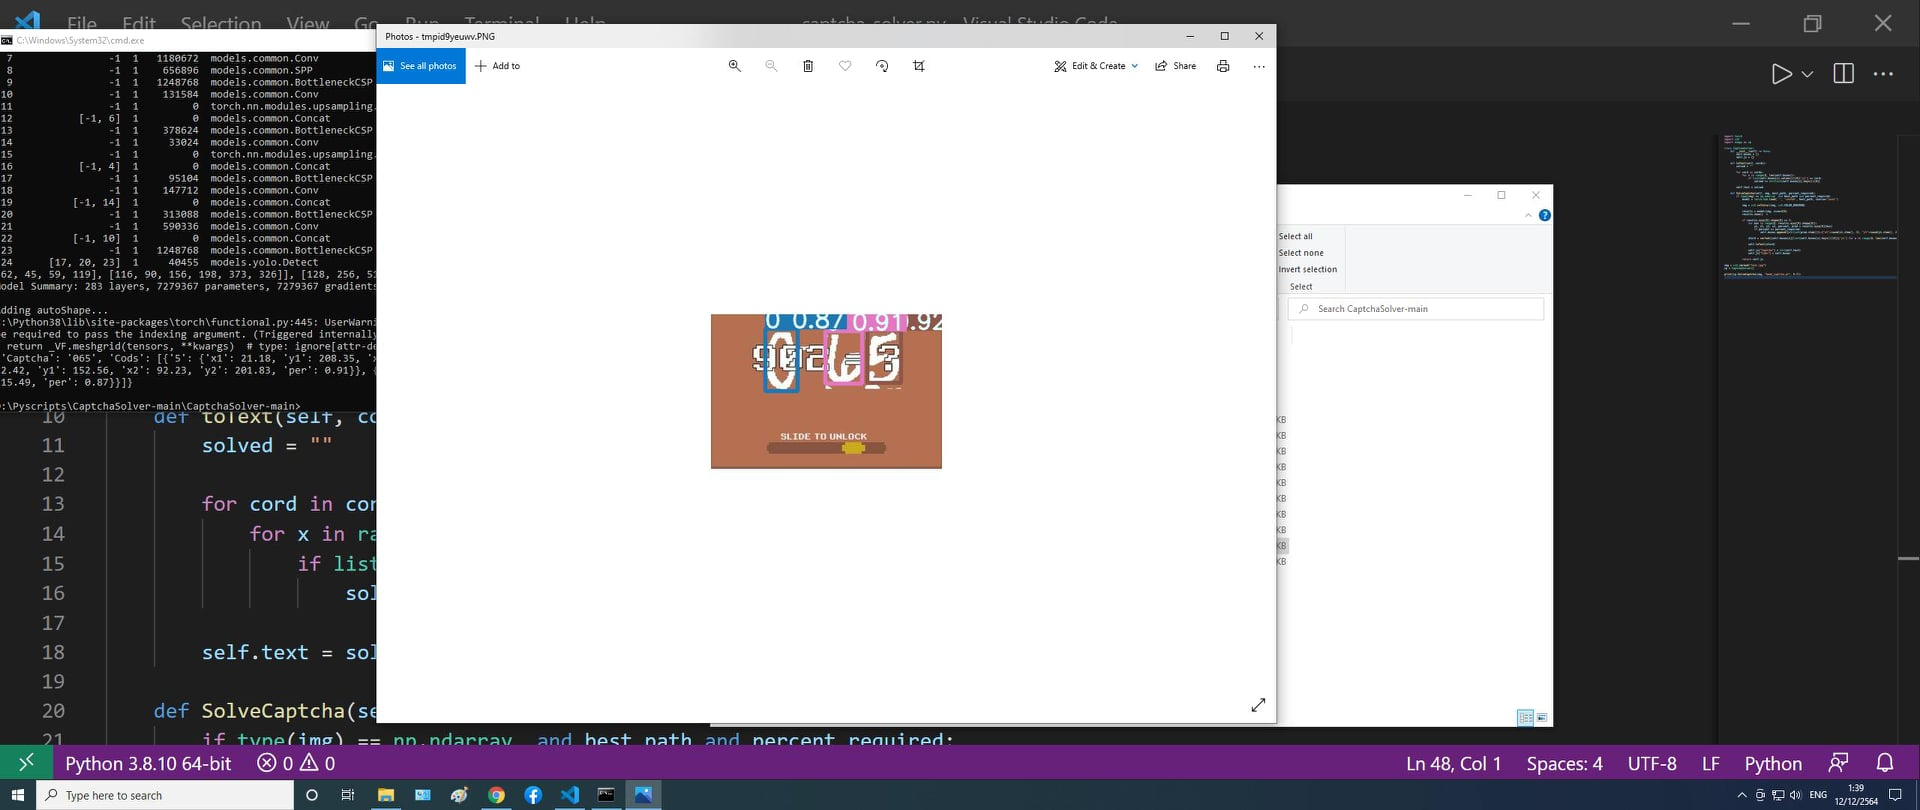 File Edit Selection View Go Run Terminal Help captcha_solver.py - Visual Studio Code
C:\Windows\System32\cmd.exe
7 -1 1 1180672 models.common.Conv
8 -1 1 656896 models.common.SPP
9 -1 1 1248768 models.common.BottleneckCSP
10 -1 1 131584 models.common.Conv
11 -1 1 0 torch.nn.modules.upsampling.
12 [-1, 6] 1 0 models.common.Concat
13 -1 1 378624 models.common.BottleneckCSP
14 -1 1 33024 models.common.Conv
15 -1 1 0 torch.nn.modules.upsampling.
16 [-1, 4] 1 0 models.common.Concat
17 -1 1 95104 models.common.BottleneckCSP
18 -1 1 147712 models.common.Conv
19 [-1, 14] 1 0 models.common.Concat
20 -1 1 313088 models.common.BottleneckCSP
21 -1 1 590336 models.common.Conv
22 [-1, 10] 1 0 models.common.Concat
23 -1 1 1248768 models.common.BottleneckCSP
24 [17, 20, 23] 1 40455 models.yolo.Detect
62, 45, 59, 119], [116, 90, 156, 198, 373, 326]], [128, 256, 51
odel Summary: 283 layers, 7279367 parameters, 7279367 gradients
dding autoShape...
:\Python38\lib\site-packages\torch\functional.py:445: UserWarni
e required to pass the indexing argument. (Triggered internally
return _VF.meshgrid(tensors, **kwargs) # type: ignore[attr-de
'Captcha': '065', 'Cods': [{'5': {'x1': 21.18, 'y1': 208.35, 'x
2.42, 'y1': 152.56, 'x2': 92.23, 'y2': 201.83, 'per': 0.91}}, {
15.49, 'per': 0.87}}]}
:\Pyscripts\CaptchaSolver-main\CaptchaSolver-main>
10 def toText(self, co
11 solved = ""
12
13 for cord in cor
14 for x in ra
15 if list
16 sol
17
18 self.text = sol
19
20 def SolveCaptcha(se
21 if type(img) == np.ndarray and best_path and percent_required:
Photos - tmpid9yeuwv.PNG
See all photos
Add to
Edit & Create
Share
0 0.87 0.91 0.92
SLIDE TO UNLOCK
Select all
Select none
Invert selection
Select
Search CaptchaSolver-main
KB
KB
KB
KB
KB
KB
KB
KB
KB
KB
Python 3.8.10 64-bit 0 0 Ln 48, Col 1 Spaces: 4 UTF-8 LF Python
Type here to search
ENG
1:39
12/12/2564